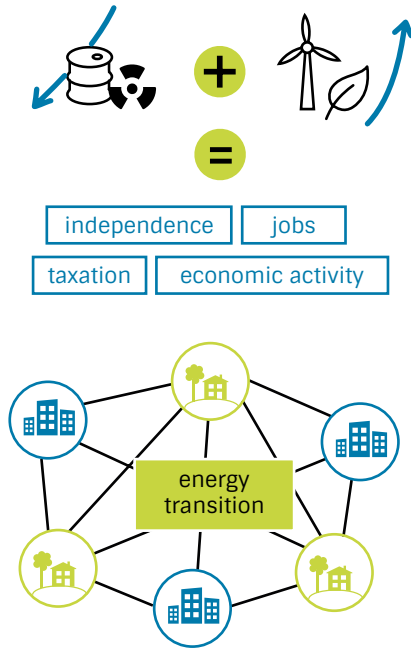 +
=
independence
jobs
taxation
economic activity
energy
transition